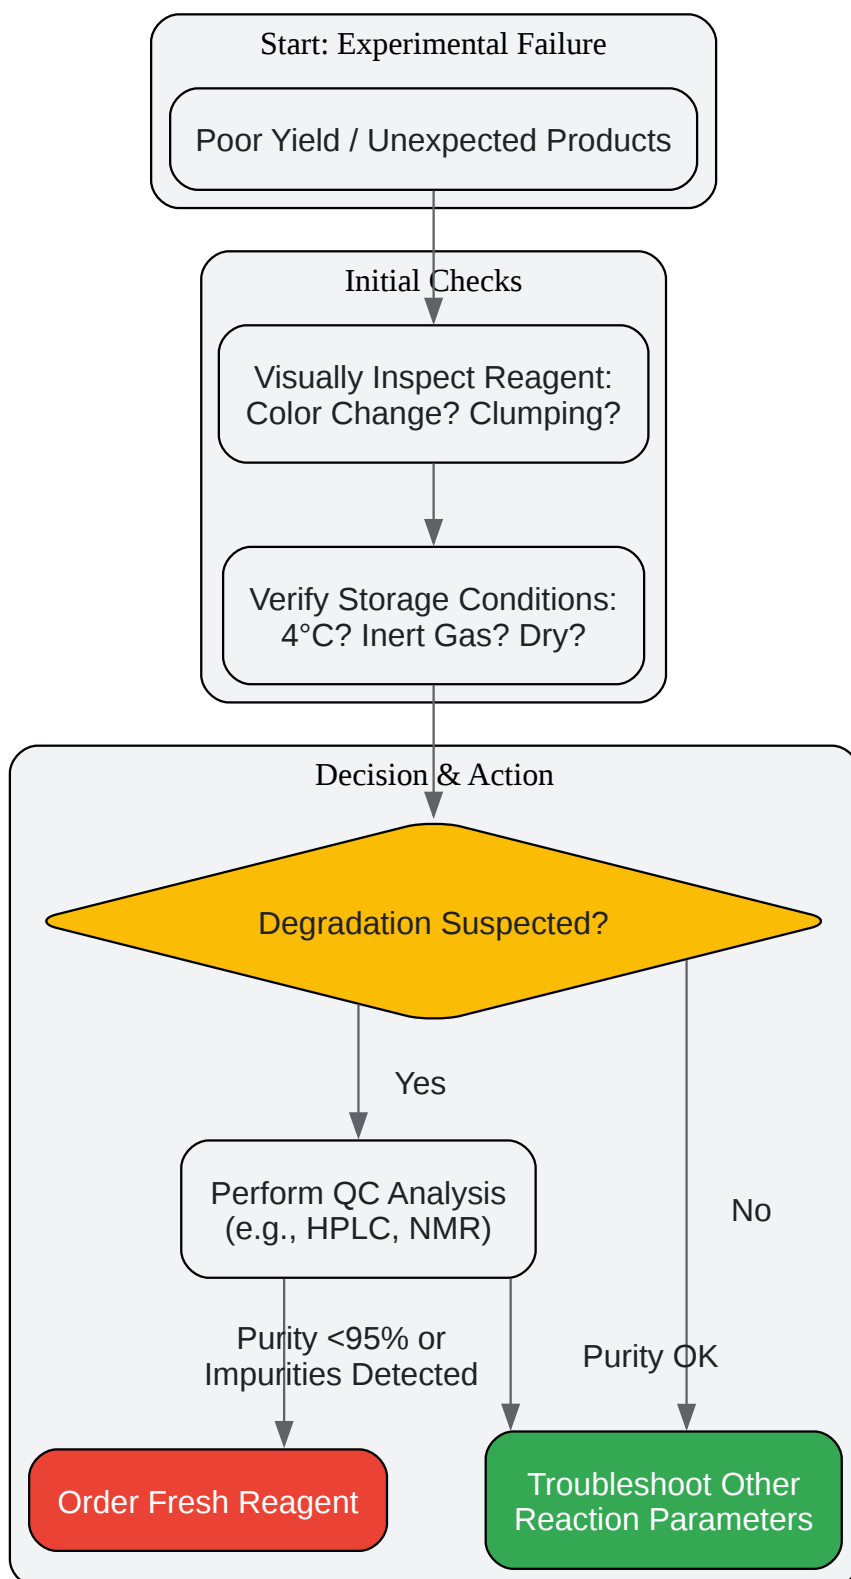 Start: Experimental Failure
Poor Yield / Unexpected Products
Initial Checks
Visually Inspect Reagent:
Color Change? Clumping?
Verify Storage Conditions:
4°C? Inert Gas? Dry?
Decision & Action
Degradation Suspected?
Yes
Perform QC Analysis
(e.g., HPLC, NMR)
No
Purity <95% or
Impurities Detected
Purity OK
Order Fresh Reagent
Troubleshoot Other
Reaction Parameters